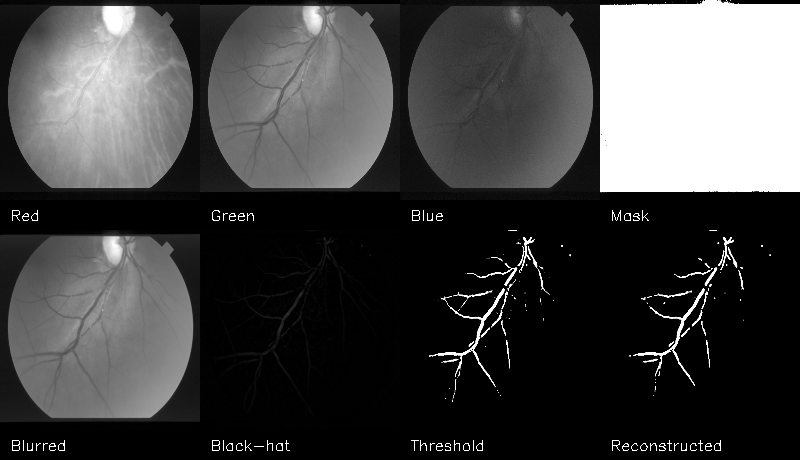 Red
Green
Blue
Mask
Blurred
Black-hat
Threshold
Reconstructed